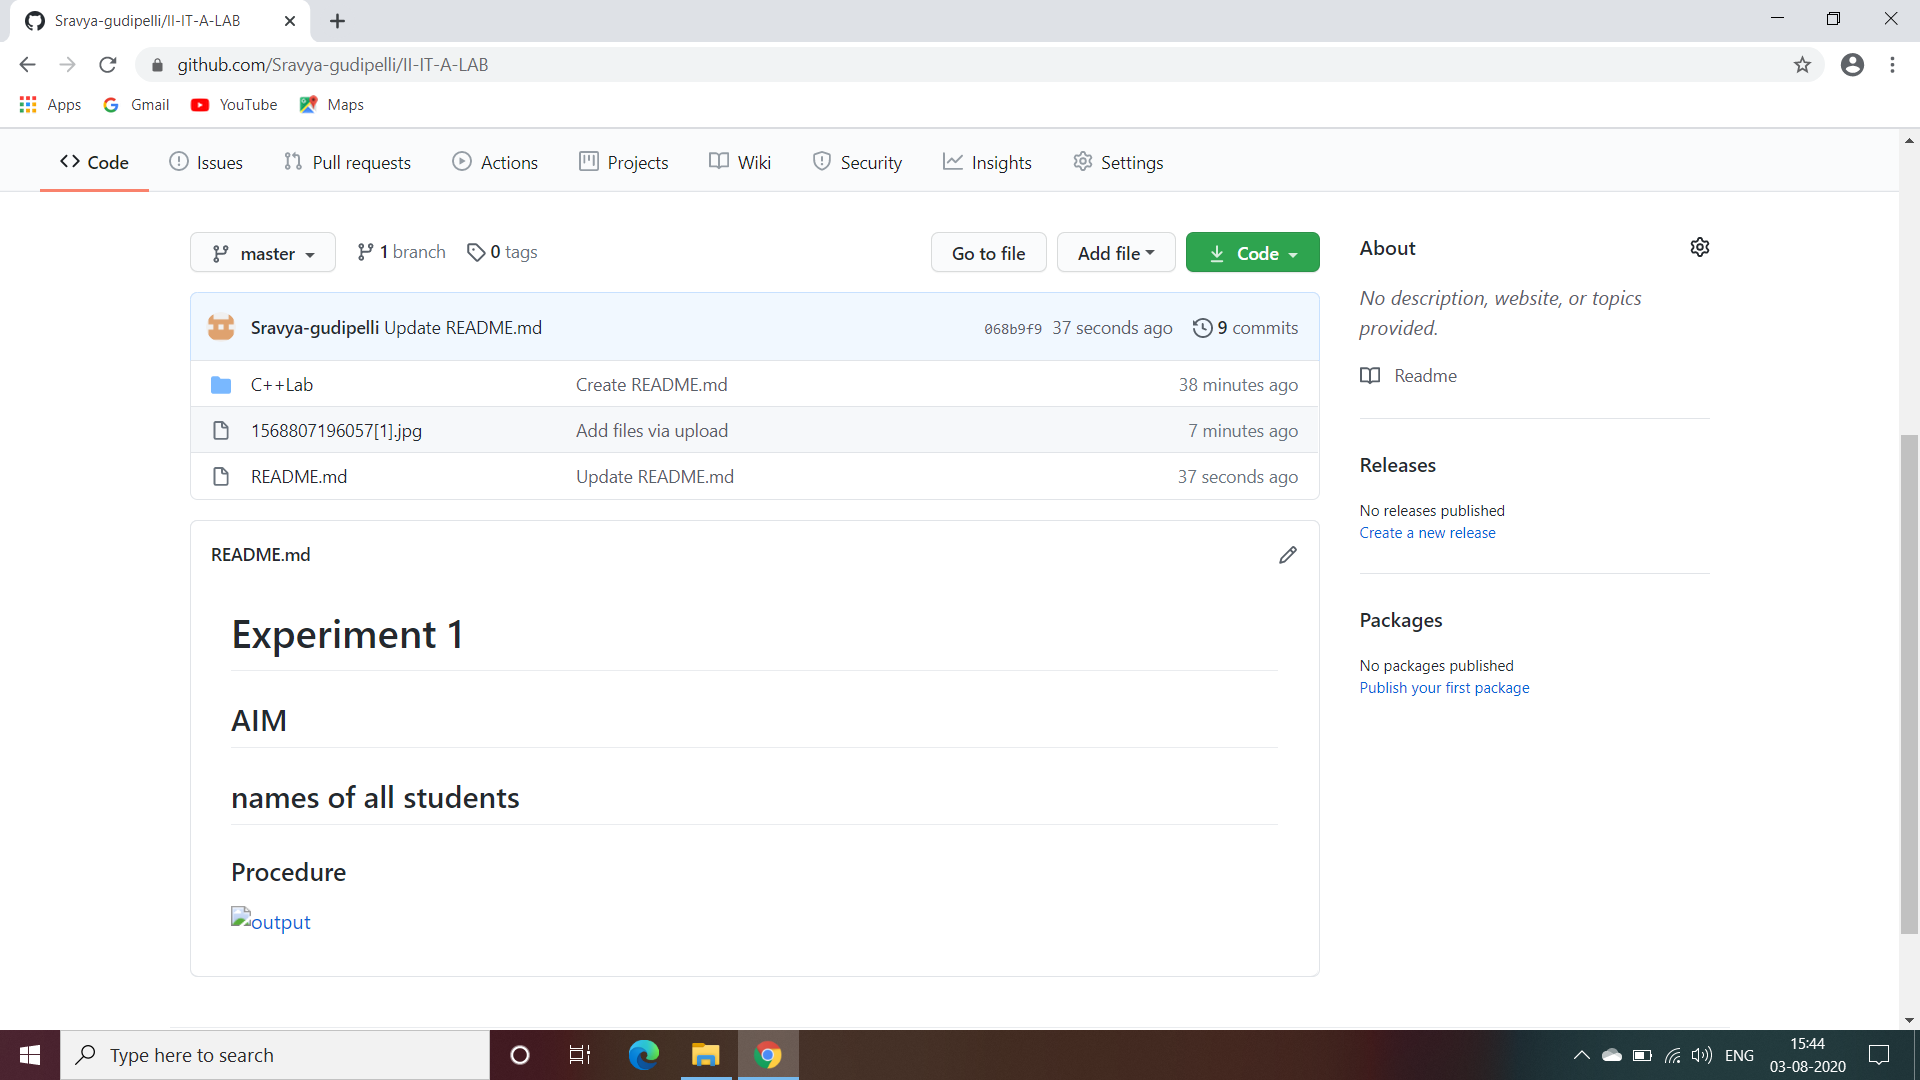 Sravya-gudipelli/II-IT-A-LAB
github.com/Sravya-gudipelli/II-IT-A-LAB
Apps Gmail YouTube Maps
Code Issues Pull requests Actions Projects Wiki Security Insights Settings
master 1 branch 0 tags Go to file Add file Code
Sravya-gudipelli Update README.md 068b9f9 37 seconds ago 9 commits
C++Lab Create README.md 38 minutes ago
1568807196057[1].jpg Add files via upload 7 minutes ago
README.md Update README.md 37 seconds ago
README.md
Experiment 1
AIM
names of all students
Procedure
output
About
No description, website, or topics
provided.
Readme
Releases
No releases published
Create a new release
Packages
No packages published
Publish your first package
Type here to search
ENG
15:44
03-08-2020